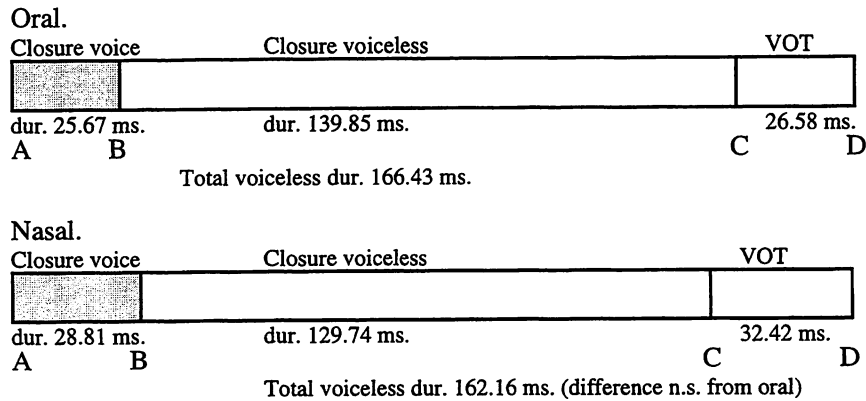 Oral.
Closure voice Closure voiceless VOT
dur. 25.67 ms. dur. 139.85 ms. 26.58 ms.
A B C D
Total voiceless dur. 166.43 ms.
Nasal.
Closure voice Closure voiceless VOT
dur. 28.81 ms. dur. 129.74 ms. 32.42 ms.
A B C D
Total voiceless dur. 162.16 ms. (difference n.s. from oral)